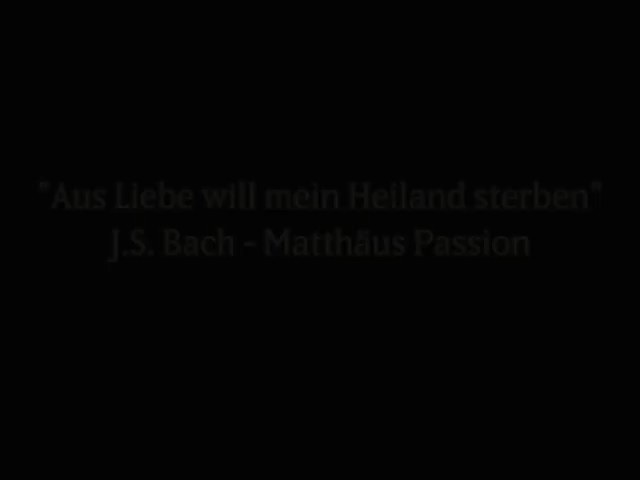 "Aus Liebe will mein Heiland sterben"
J.S. Bach - Matthäus Passion